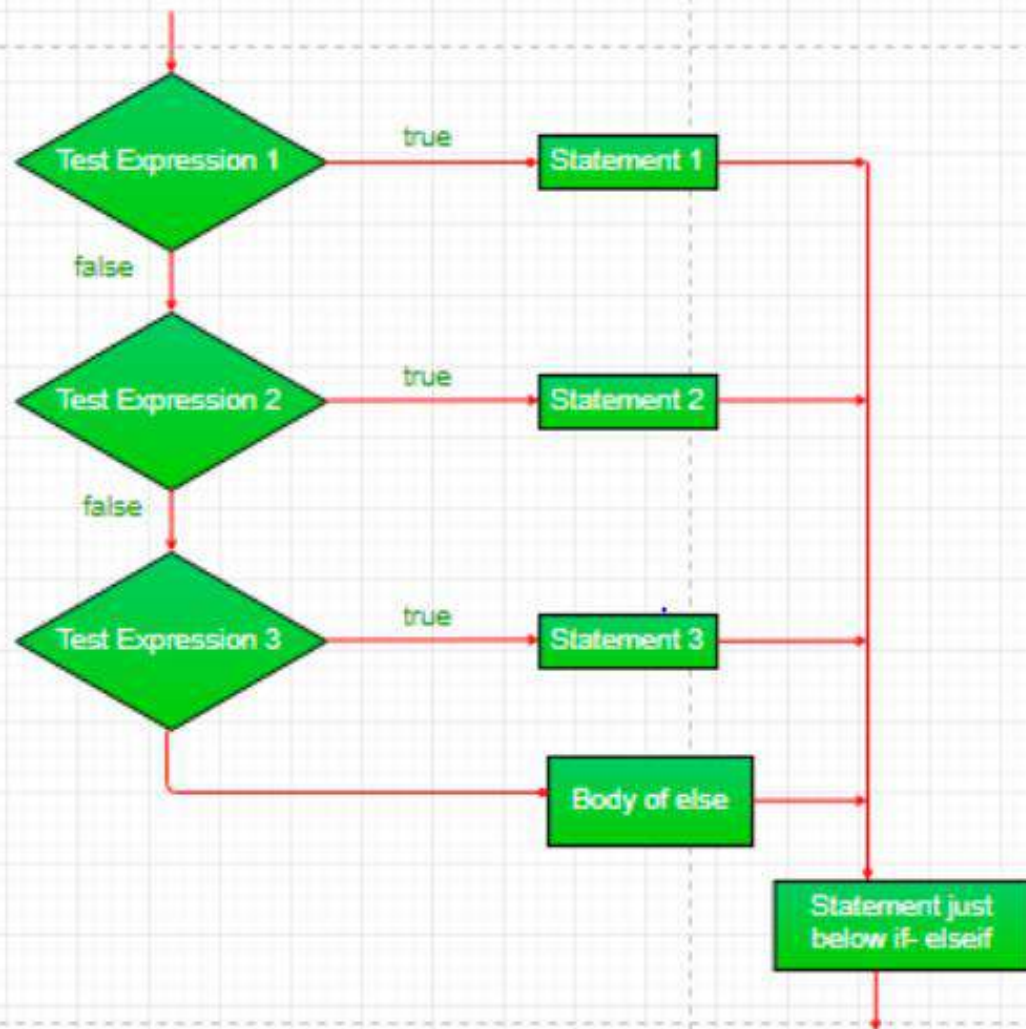 Test Expression 1
true
Statement 1
false
Test Expression 2
true
Statement 2
false
Test Expression 3
true
Statement 3
Body of else
Statement just
below if- elseif